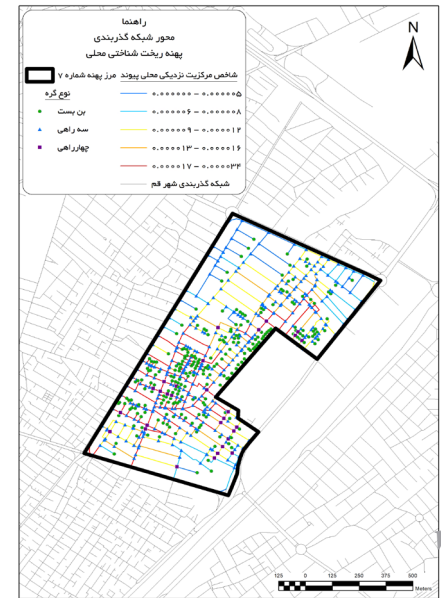 راهنما
محور شبکه گذربندی
پهنه ریخت شناختی محلی
شاخص مرکزیت نزدیکی محلی پیوند
مرز پهنه شماره ۷
۰.۰۰۰۰۰۰ - ۰.۰۰۰۰۰۵
۰.۰۰۰۰۰۶ - ۰.۰۰۰۰۰۸
۰.۰۰۰۰۰۹ - ۰.۰۰۰۰۱۲
۰.۰۰۰۰۱۳ - ۰.۰۰۰۰۱۶
۰.۰۰۰۰۱۷ - ۰.۰۰۰۰۳۴
شبکه گذربندی شهر قم
نوع گره
بن بست
سه راهی
چهارراهی
N
125 0 125 250 375 500
Meters